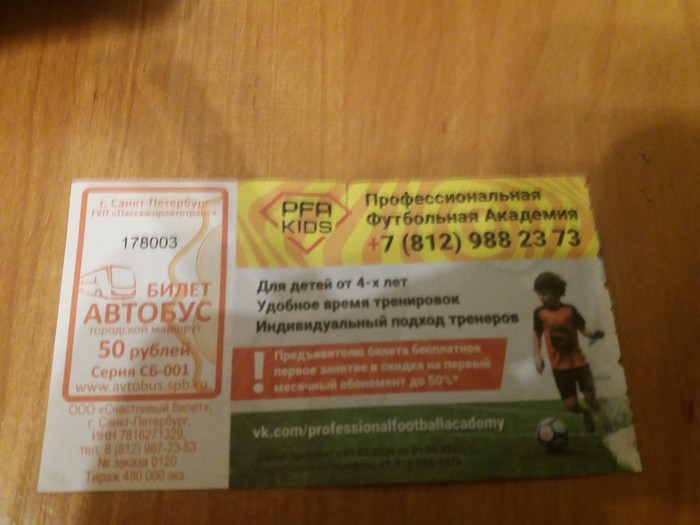 г. Санкт-Петербург
ГУП «Пассажиравтотранс»
178003
БИЛЕТ
АВТОБУС
городской маршрут
50 рублей
Серия СБ-001
www.avtobus.spb.ru
ООО «Счастливый билет»,
г. Санкт-Петербург,
ИНН 7816271329,
тел: 8 (812) 987-23-53
№ заказа 0120
Тираж 480 000 экз.
PFA
KIDS
Профессиональная
Футбольная Академия
+7 (812) 988 23 73
Для детей от 4-х лет
Удобное время тренировок
Индивидуальный подход тренеров
! Предъявителю билета бесплатное
первое занятие и скидка на первый
месячный абонемент до 50%*
vk.com/professionalfootballacademy